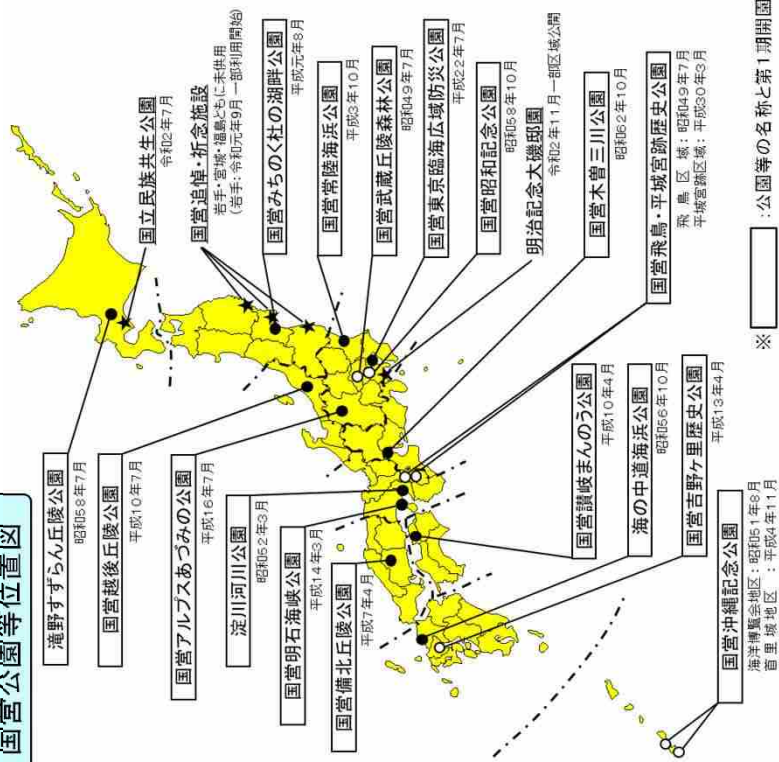 国営公園等位置図
滝野すずらん丘陵公園
昭和58年7月
国営越後丘陵公園
平成10年7月
国営アルプスあづみの公園
平成16年7月
淀川河川公園
昭和52年3月
国営明石海峡公園
平成14年3月
国営備北丘陵公園
平成7年4月
国立民族共生公園
令和2年7月
国営追悼・祈念施設
岩手・宮城・福島ともに未供用
(岩手:令和元年9月一部利用開始)
国営みちのく杜の湖畔公園
平成元年8月
国営常陸海浜公園
平成3年10月
国営武蔵丘陵森林公園
昭和49年7月
国営東京臨海広域防災公園
平成22年7月
国営昭和記念公園
昭和58年10月
明治記念大磯邸園
令和2年11月一部区域公開
国営木曽三川公園
昭和62年10月
国営飛鳥・平城宮跡歴史公園
飛鳥区域:昭和49年7月
平城宮跡区域:平成30年3月
国営讃岐まんのう公園
平成10年4月
海の中道海浜公園
昭和56年10月
国営吉野ヶ里歴史公園
平成13年4月
国営沖縄記念公園
海洋博覧会地区:昭和51年8月
首里城地区:平成4年11月
※ :公園等の名称と第1期開園